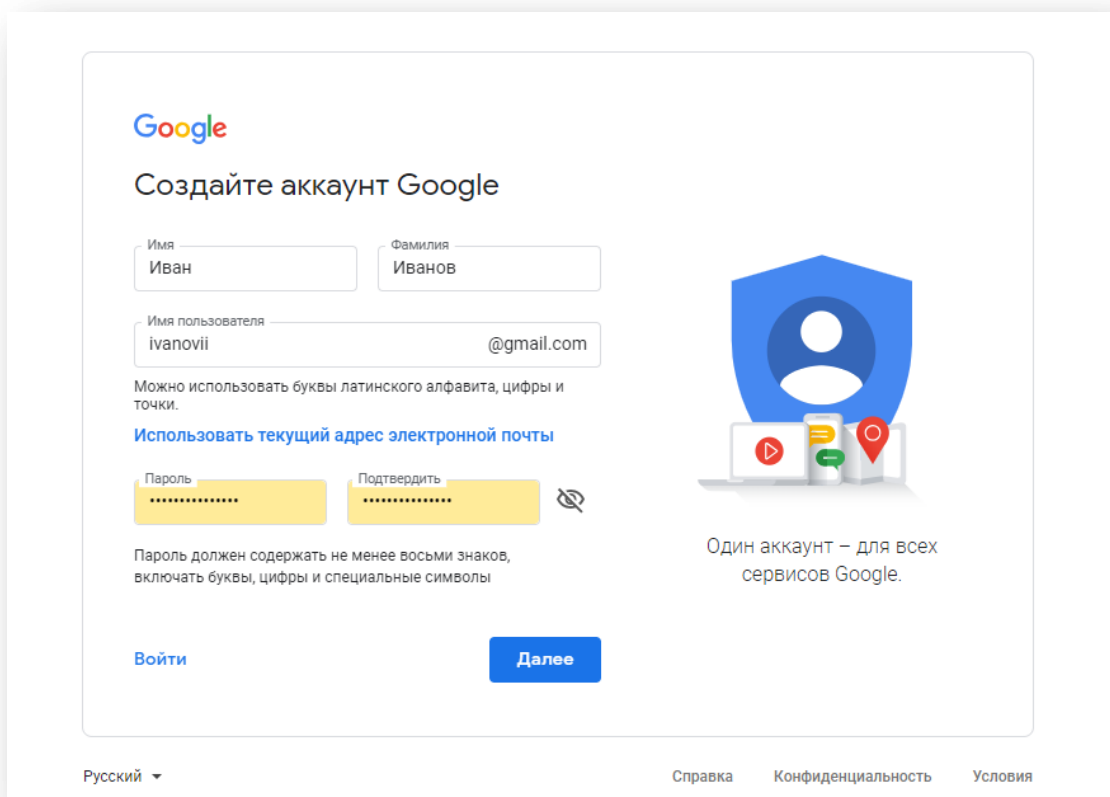 Google
Создайте аккаунт Google
Имя
Фамилия
Иван
Иванов
Имя пользователя
ivanovii
@gmail.com
Можно использовать буквы латинского алфавита, цифры и
точки.
Использовать текущий адрес электронной почты
Пароль
Подтвердить
•••••••••••••••
•••••••••••••••
Пароль должен содержать не менее восьми знаков,
включать буквы, цифры и специальные символы
Один аккаунт – для всех
сервисов Google.
Войти
Далее
Русский
Справка
Конфиденциальность
Условия